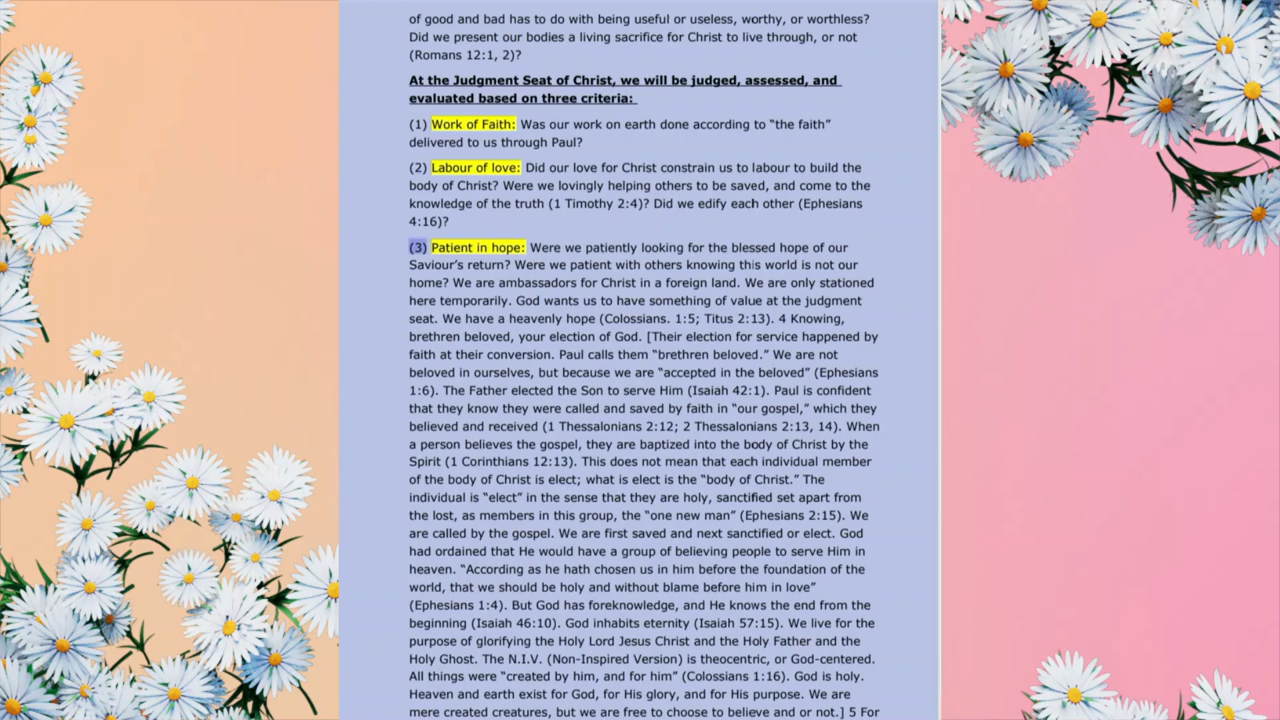 of good and bad has to do with being useful or useless, worthy, or worthless?
Did we present our bodies a living sacrifice for Christ to live through, or not
(Romans 12:1, 2)?
At the Judgment Seat of Christ, we will be judged, assessed, and
evaluated based on three criteria:
(1) Work of Faith: Was our work on earth done according to “the faith”
delivered to us through Paul?
(2) Labour of love: Did our love for Christ constrain us to labour to build the
body of Christ? Were we lovingly helping others to be saved, and come to the
knowledge of the truth (1 Timothy 2:4)? Did we edify each other (Ephesians
4:16)?
(3) Patient in hope: Were we patiently looking for the blessed hope of our
Saviour’s return? Were we patient with others knowing this world is not our
home? We are ambassadors for Christ in a foreign land. We are only stationed
here temporarily. God wants us to have something of value at the judgment
seat. We have a heavenly hope (Colossians. 1:5; Titus 2:13). 4 Knowing,
brethren beloved, your election of God. [Their election for service happened by
faith at their conversion. Paul calls them “brethren beloved.” We are not
beloved in ourselves, but because we are “accepted in the beloved” (Ephesians
1:6). The Father elected the Son to serve Him (Isaiah 42:1). Paul is confident
that they know they were called and saved by faith in “our gospel,” which they
believed and received (1 Thessalonians 2:12; 2 Thessalonians 2:13, 14). When
a person believes the gospel, they are baptized into the body of Christ by the
Spirit (1 Corinthians 12:13). This does not mean that each individual member
of the body of Christ is elect; what is elect is the “body of Christ.” The
individual is “elect” in the sense that they are holy, sanctified set apart from
the lost, as members in this group, the “one new man” (Ephesians 2:15). We
are called by the gospel. We are first saved and next sanctified or elect. God
had ordained that He would have a group of believing people to serve Him in
heaven. “According as he hath chosen us in him before the foundation of the
world, that we should be holy and without blame before him in love”
(Ephesians 1:4). But God has foreknowledge, and He knows the end from the
beginning (Isaiah 46:10). God inhabits eternity (Isaiah 57:15). We live for the
purpose of glorifying the Holy Lord Jesus Christ and the Holy Father and the
Holy Ghost. The N.I.V. (Non-Inspired Version) is theocentric, or God-centered.
All things were “created by him, and for him” (Colossians 1:16). God is holy.
Heaven and earth exist for God, for His glory, and for His purpose. We are
mere created creatures, but we are free to choose to believe and or not.] 5 For